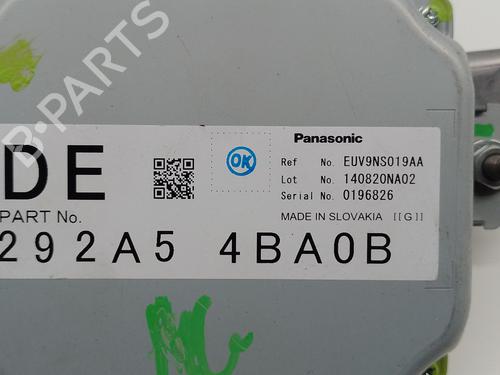 B-PARTS
DE
OK
Panasonic
Ref No. EUV9NS019AA
Lot No. 140820NA02
Serial No. 0196826
MADE IN SLOVAKIA [[G]]
PART No.
292A5 4BA0B